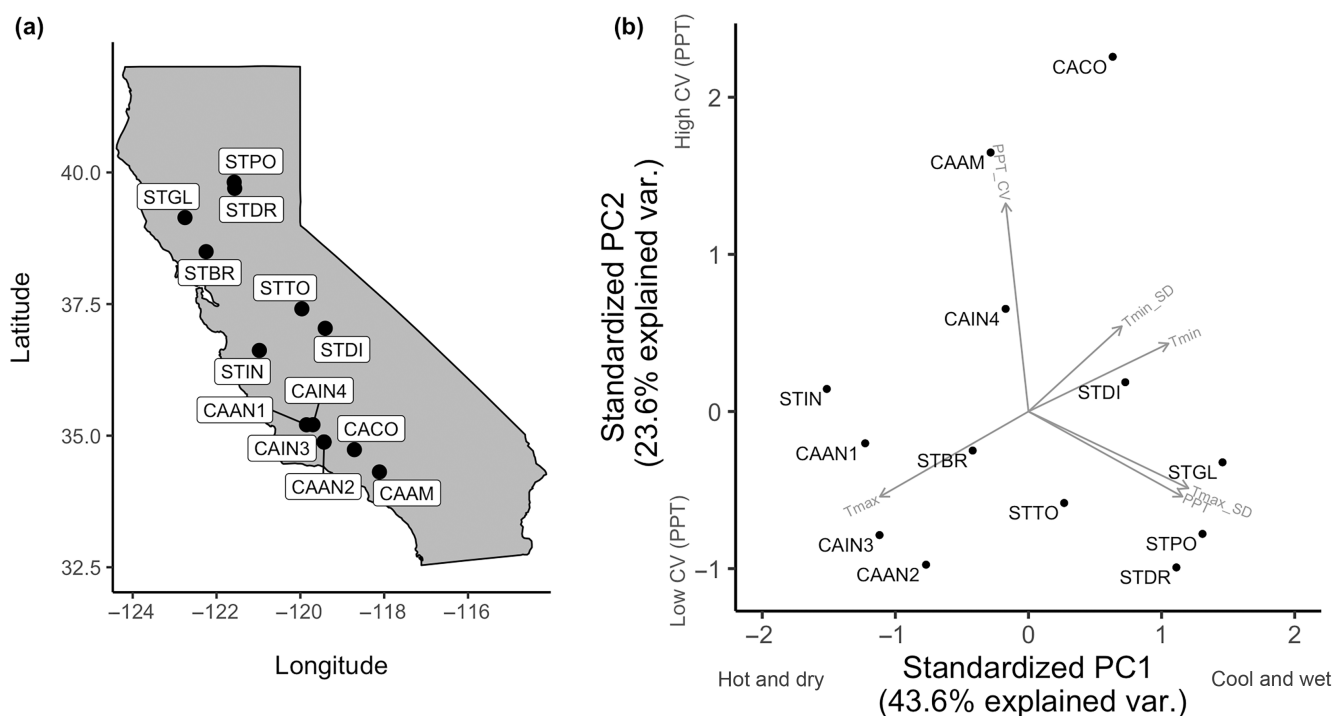 (a)
40.0
37.5
35.0
32.5
Latitude
STPO
STGL
STDR
STBR
STTO
STDI
STIN
CAIN4
CAAN1
CACO
CAIN3
CAAN2
CAAM
−124
−122
−120
−118
−116
Longitude
(b)
High CV (PPT)
Low CV (PPT)
Standardized PC2
(23.6% explained var.)
2
1
0
−1
CACO
CAAM
PPT_CV
CAIN4
Tmin_SD
Tmin
STDI
STIN
CAAN1
STBR
STGL
Tmax
Tmax_SD
PPT
STTO
CAIN3
STPO
CAAN2
STDR
−2
−1
0
1
2
Hot and dry
Standardized PC1
(43.6% explained var.)
Cool and wet